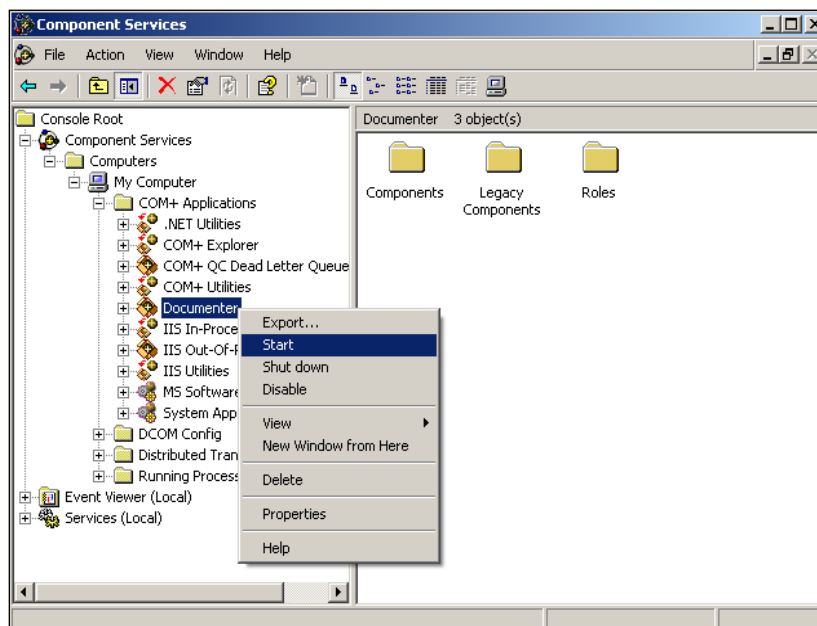 Component Services
File Action View Window Help
Console Root
Component Services
Computers
My Computer
COM+ Applications
.NET Utilities
COM+ Explorer
COM+ QC Dead Letter Queue
COM+ Utilities
Documenter
IIS In-Proce
IIS Out-Of-
IIS Utilities
MS Software
System App
DCOM Config
Distributed Tran
Running Process
Event Viewer (Local)
Services (Local)
Export...
Start
Shut down
Disable
View
New Window from Here
Delete
Properties
Help
Documenter 3 object(s)
Components
Legacy
Components
Roles